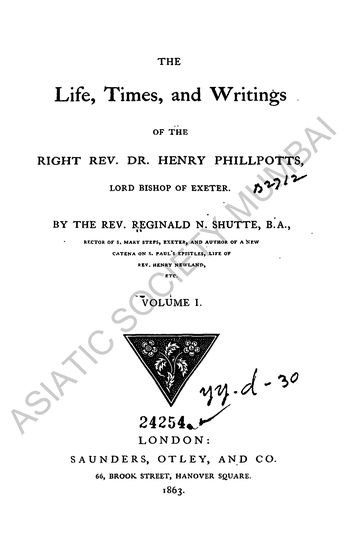 THE
Life, Times, and Writings
OF THE
RIGHT REV. DR. HENRY PHILLPOTTS,
LORD BISHOP OF EXETER.
B2712
BY THE REV. REGINALD N. SHUTTE, B.A.,
RECTOR OF S. MARY STEPS, EXETER, AND AUTHOR OF A NEW
CATENA ON S. PAUL'S EPISTLES, LIFE OF
REV. HENRY NEWLAND,
ETC.
VOLUME I.
yy-d-30
24254
LONDON:
SAUNDERS, OTLEY, AND CO.
66, BROOK STREET, HANOVER SQUARE.
1863.
ASIATIC SOCIETY MUMBAI